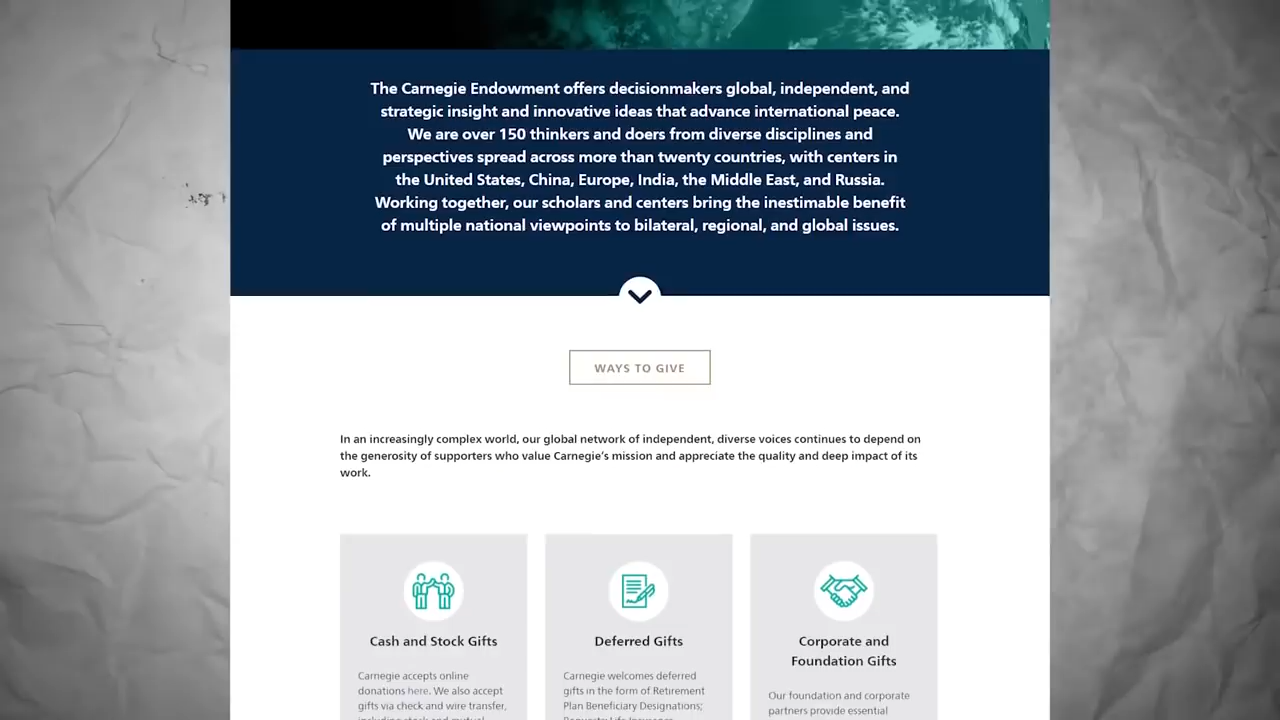 The Carnegie Endowment offers decisionmakers global, independent, and
strategic insight and innovative ideas that advance international peace.
We are over 150 thinkers and doers from diverse disciplines and
perspectives spread across more than twenty countries, with centers in
the United States, China, Europe, India, the Middle East, and Russia.
Working together, our scholars and centers bring the inestimable benefit
of multiple national viewpoints to bilateral, regional, and global issues.
WAYS TO GIVE
In an increasingly complex world, our global network of independent, diverse voices continues to depend on
the generosity of supporters who value Carnegie's mission and appreciate the quality and deep impact of its
work.
Cash and Stock Gifts
Carnegie accepts online
donations here. We also accept
gifts via check and wire transfer,
including stock and mutual
Deferred Gifts
Carnegie welcomes deferred
gifts in the form of Retirement
Plan Beneficiary Designations;
Bequests; Life Insurance
Corporate and
Foundation Gifts
Our foundation and corporate
partners provide essential